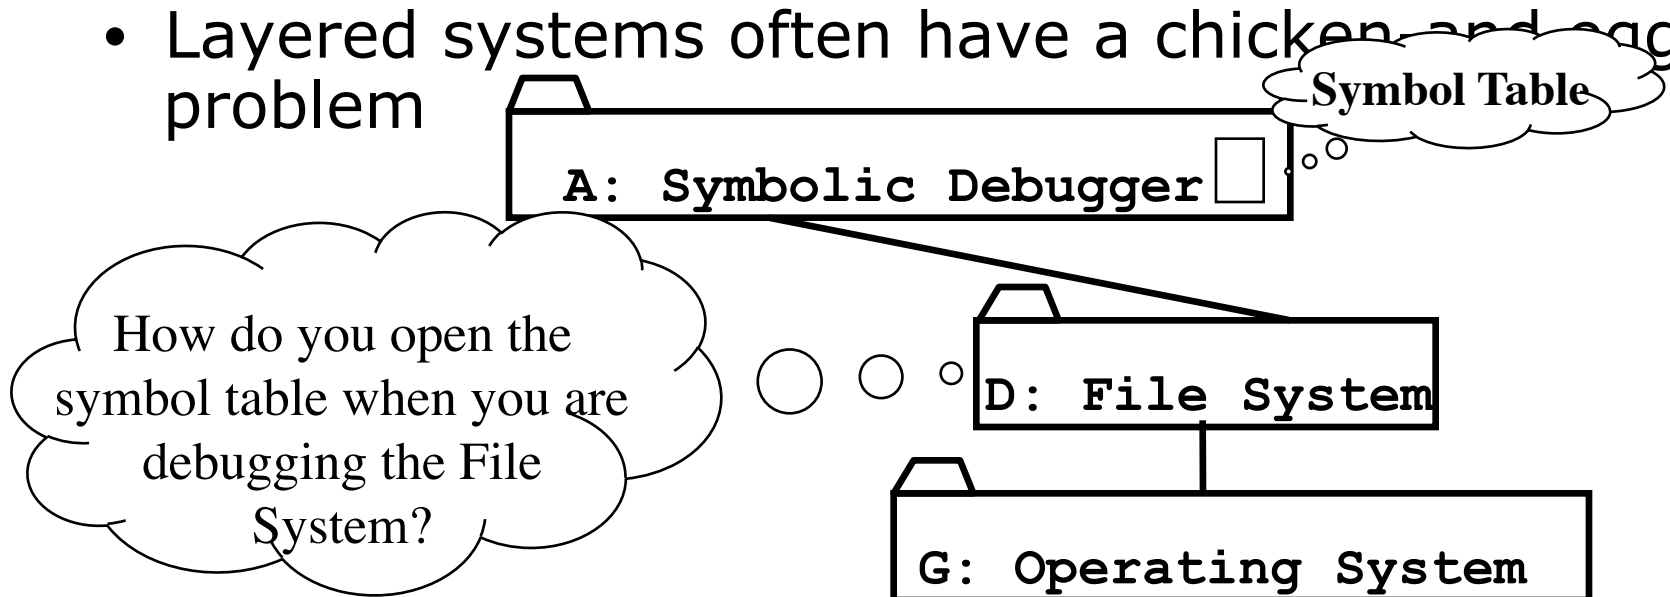 • Layered systems often have a chicken-and-egg
problem
Symbol Table
A: Symbolic Debugger
How do you open the
symbol table when you are
debugging the File
System?
D: File System
G: Operating System